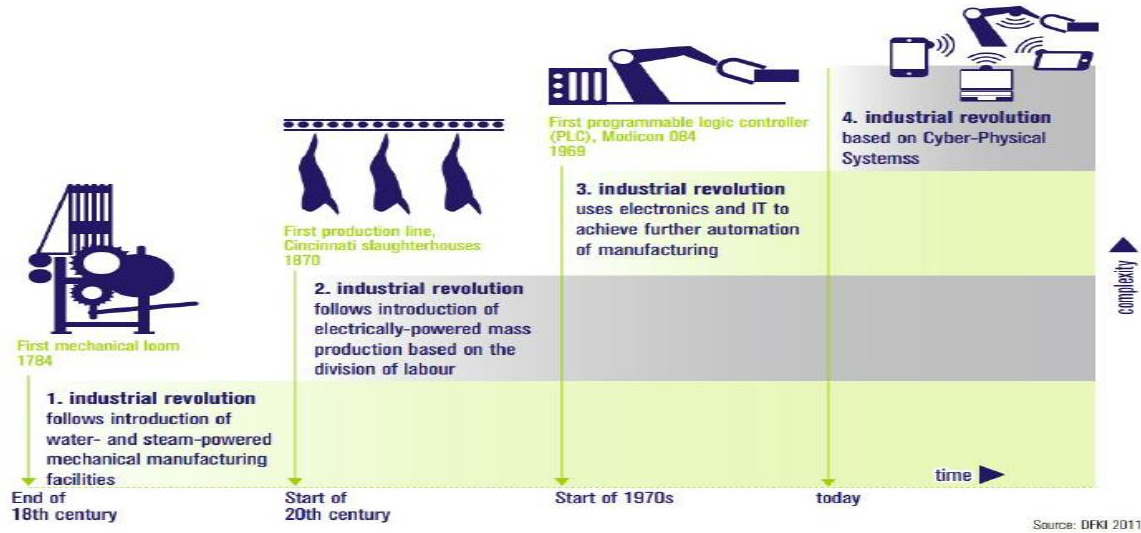 First programmable logic controller
(PLC), Modicon 084
1969
4. industrial revolution
based on Cyber-Physical
Systemss
3. industrial revolution
uses electronics and IT to
achieve further automation
of manufacturing
First production line,
Cincinnati slaughterhouses
1870
2. industrial revolution
follows introduction of
electrically-powered mass
production based on the
division of labour
First mechanical loom
1784
1. industrial revolution
follows introduction of
water- and steam-powered
mechanical manufacturing
facilities
complexity
time
End of
18th century
Start of
20th century
Start of 1970s
today
Source: DFKI 2011